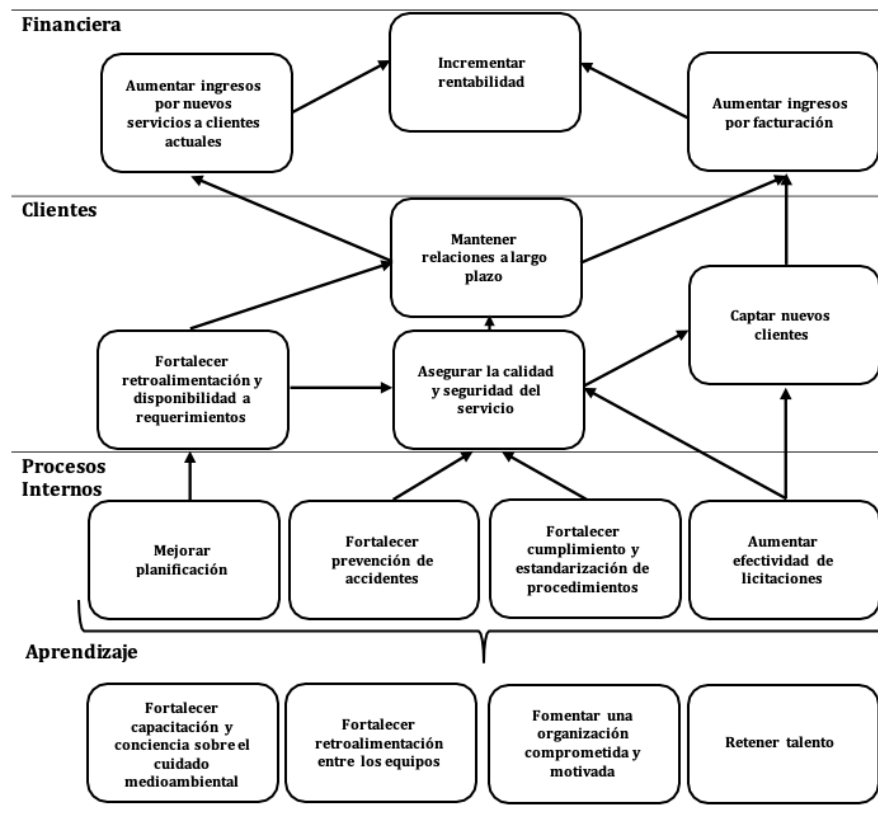 Financiera
Aumentar ingresos
por nuevos
servicios a clientes
actuales
Incrementar
rentabilidad
Aumentar ingresos
por facturación
Clientes
Mantener
relaciones a largo
plazo
Captar nuevos
clientes
Fortalecer
retroalimentación y
disponibilidad a
requerimientos
Asegurar la calidad
y seguridad del
servicio
Procesos
Internos
Mejorar
planificación
Fortalecer
prevención de
accidentes
Fortalecer
cumplimiento y
estandarización de
procedimientos
Aumentar
efectividad de
licitaciones
Aprendizaje
Fortalecer
capacitación y
conciencia sobre el
cuidado
medioambiental
Fortalecer
retroalimentación
entre los equipos
Fomentar una
organización
comprometida y
motivada
Retener talento